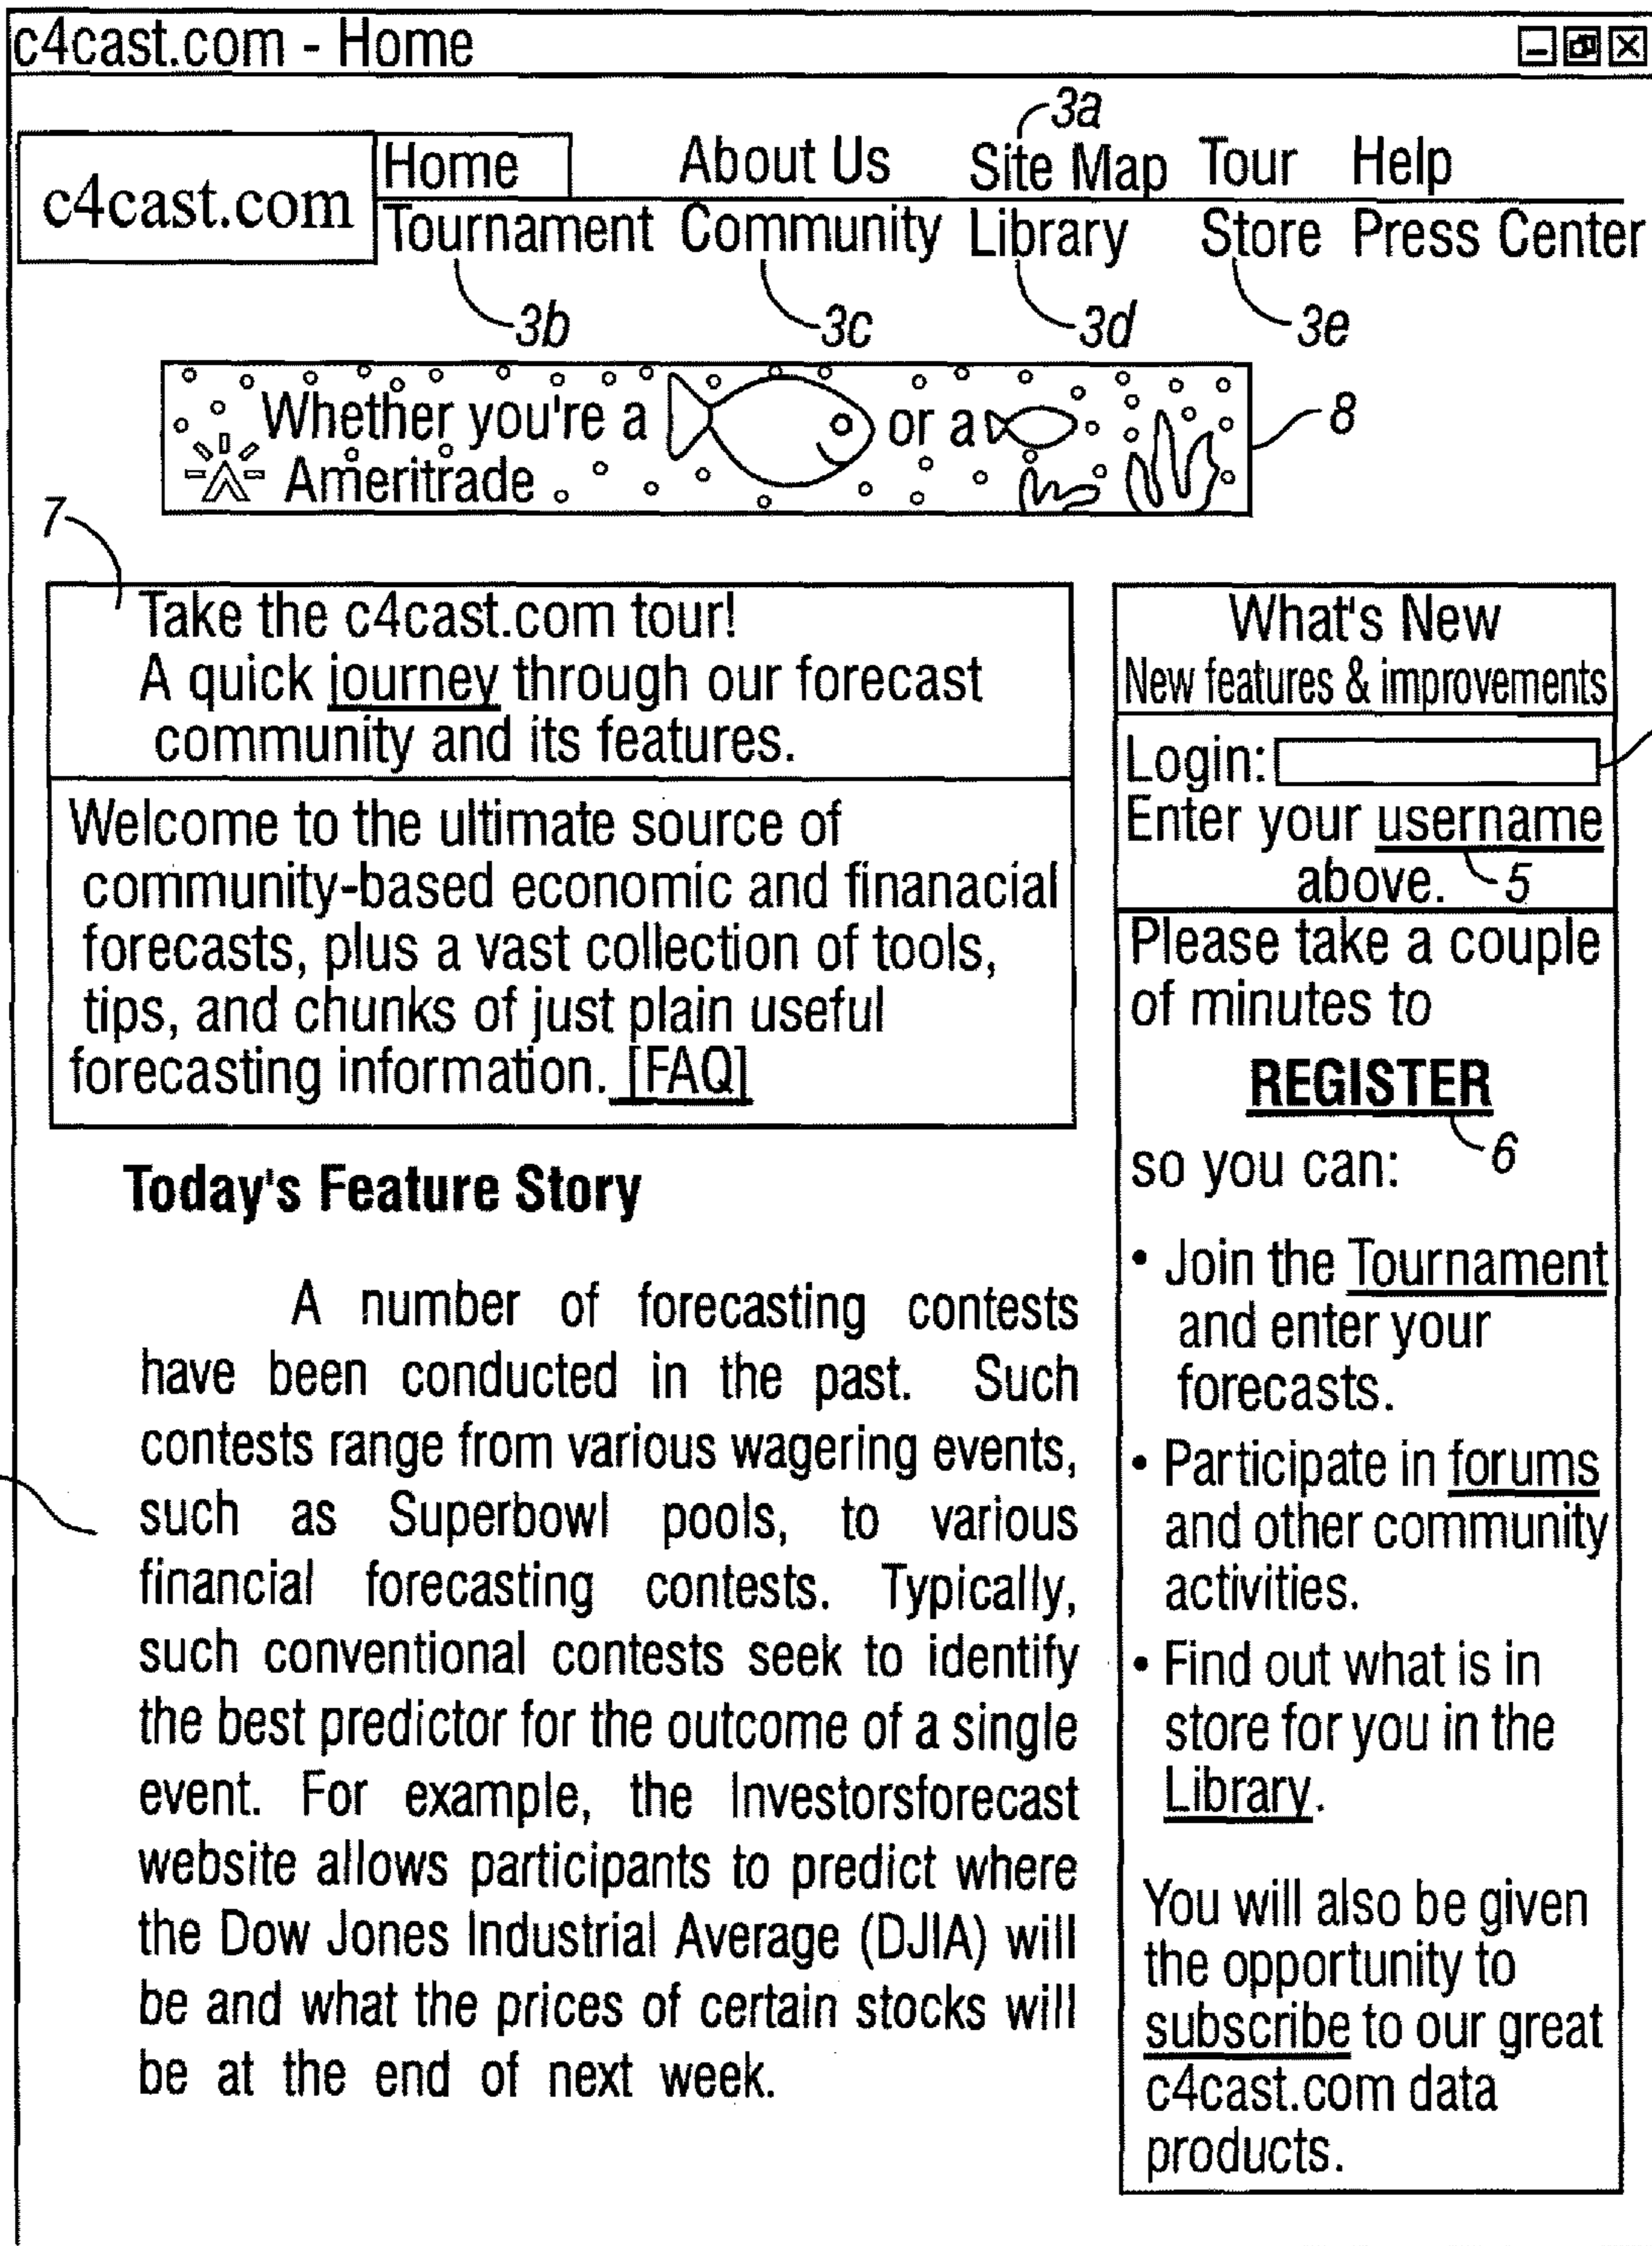 c4cast.com - Home
3a
c4cast.com
Home About Us Site Map Tour Help
Tournament Community Library Store Press Center
3b 3c 3d 3e
Whether you're a or a
Ameritrade
8
7
Take the c4cast.com tour!
A quick journey through our forecast
community and its features.
Welcome to the ultimate source of
community-based economic and finanacial
forecasts, plus a vast collection of tools,
tips, and chunks of just plain useful
forecasting information. [FAQ]
Today's Feature Story
A number of forecasting contests
have been conducted in the past. Such
contests range from various wagering events,
such as Superbowl pools, to various
financial forecasting contests. Typically,
such conventional contests seek to identify
the best predictor for the outcome of a single
event. For example, the Investorsforecast
website allows participants to predict where
the Dow Jones Industrial Average (DJIA) will
be and what the prices of certain stocks will
be at the end of next week.
What's New
New features & improvements
Login:
Enter your username
above. 5
Please take a couple
of minutes to
REGISTER
6
so you can:
• Join the Tournament
and enter your
forecasts.
• Participate in forums
and other community
activities.
• Find out what is in
store for you in the
Library.
You will also be given
the opportunity to
subscribe to our great
c4cast.com data
products.